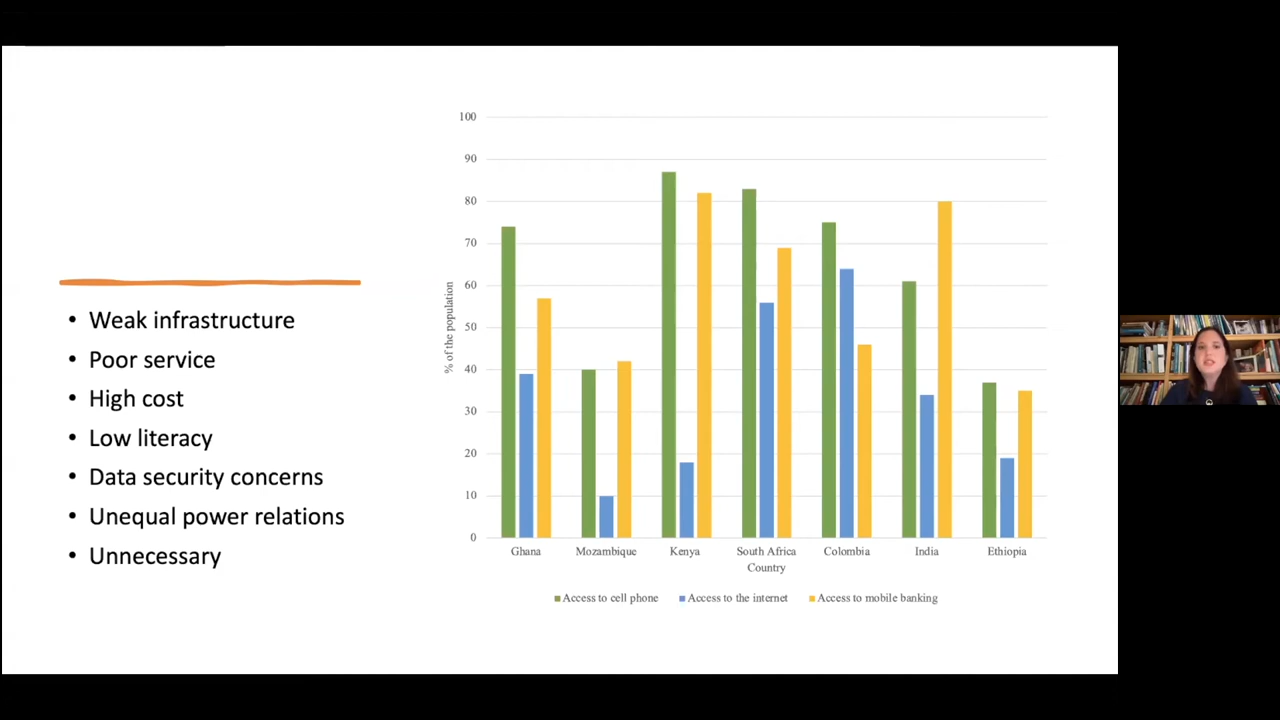 Weak infrastructure
Poor service
High cost
Low literacy
Data security concerns
Unequal power relations
Unnecessary
% of the population
100
90
80
70
60
50
40
30
20
10
0
Ghana Mozambique Kenya South Africa Colombia India Ethiopia
Country
Access to cell phone Access to the internet Access to mobile banking